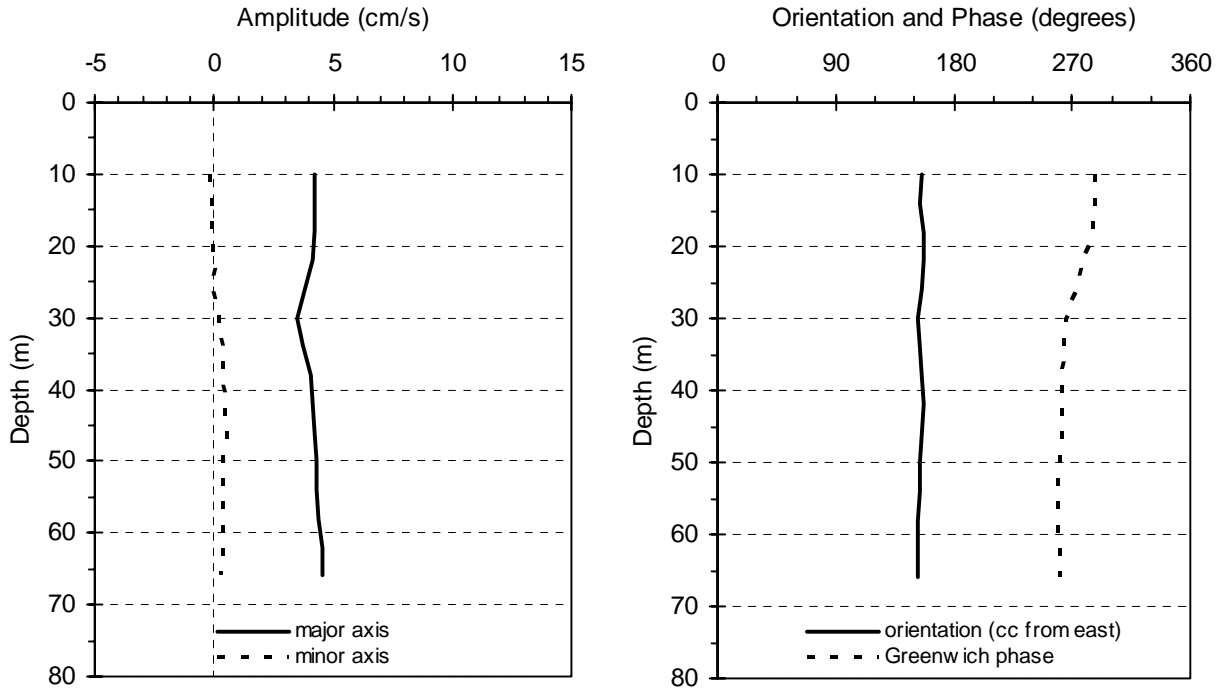 Amplitude (cm/s)
-5 0 5 10 15
0
10
20
30
40
50
60
70
80
Depth (m)
major axis
minor axis
Orientation and Phase (degrees)
0 90 180 270 360
0
10
20
30
40
50
60
70
80
Depth (m)
orientation (cc from east)
Greenwich phase